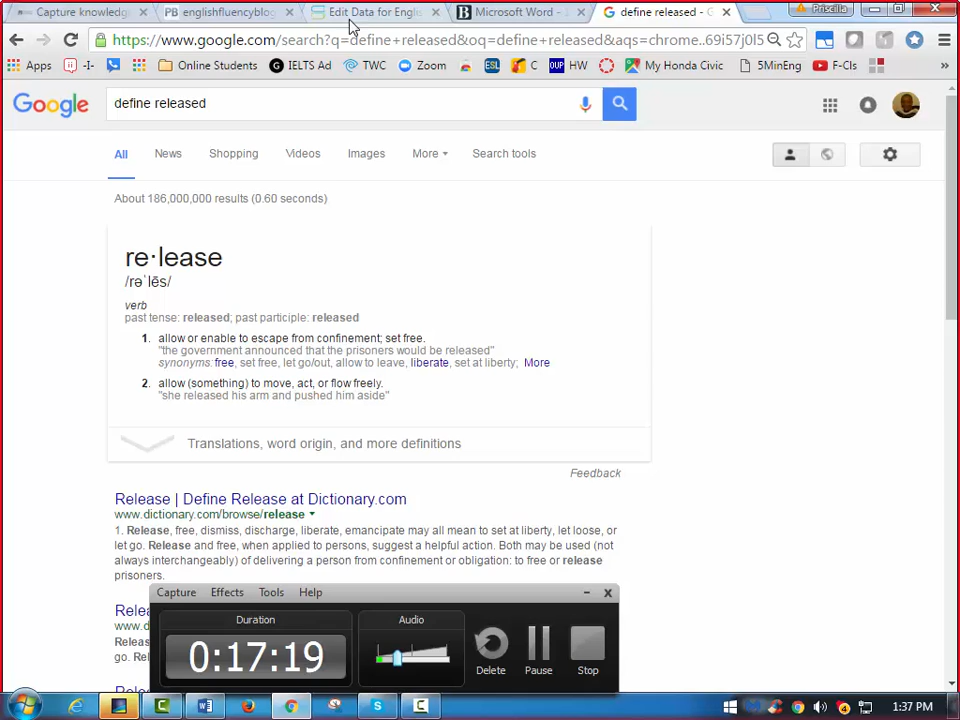 Capture knowledg
PB englishfluencyblog
Edit Data for Englis
B Microsoft Word -
G define released - G
Priscilla
https://www.google.com/search?q=define+released&oq=define+released&aqs=chrome..69i57j0l5
Apps
-I-
Online Students
G IELTS Ad
TWC
Zoom
ESL
C
OUP HW
My Honda Civic
5MinEng
F-Cls
»
Google
define released
All
News
Shopping
Videos
Images
More
Search tools
About 186,000,000 results (0.60 seconds)
re·lease
/rəˈlēs/
verb
past tense: released; past participle: released
1. allow or enable to escape from confinement; set free.
"the government announced that the prisoners would be released"
synonyms: free, set free, let go/out, allow to leave, liberate, set at liberty; More
2. allow (something) to move, act, or flow freely.
"she released his arm and pushed him aside"
Translations, word origin, and more definitions
Feedback
Release | Define Release at Dictionary.com
www.dictionary.com/browse/release
1. Release, free, dismiss, discharge, liberate, emancipate may all mean to set at liberty, let loose, or
let go. Release and free, when applied to persons, suggest a helpful action. Both may be used (not
always interchangeably) of delivering a person from confinement or obligation: to free or release
prisoners.
Capture Effects Tools Help
Relea
www.d
Duration
Audio
Releas
go. Re
0:17:19
Delete
Pause
Stop
1:37 PM